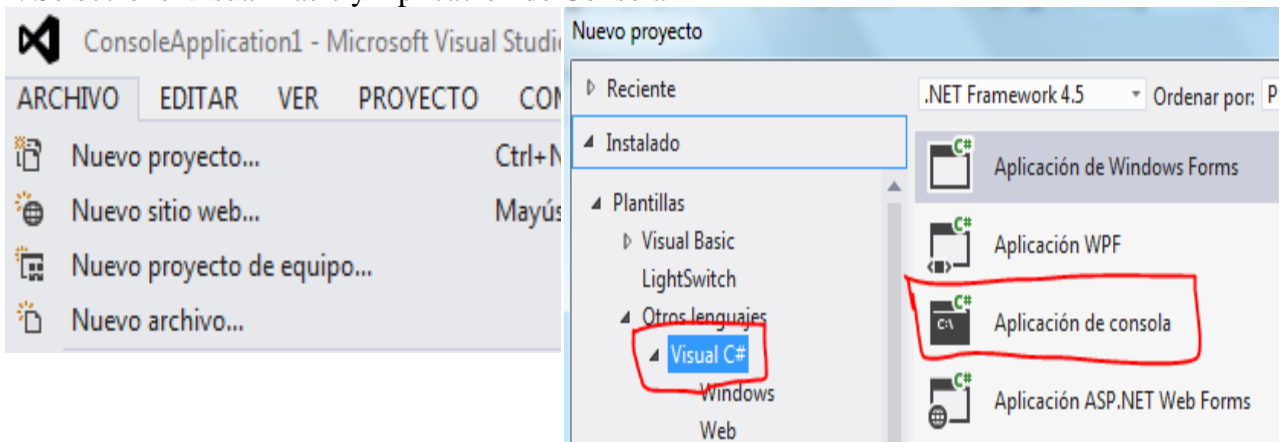 ConsoleApplication1 - Microsoft Visual
ARCHIVO EDITAR VER PROYECTO
Nuevo proyecto... Ctrl+N
Nuevo sitio web...
Nuevo proyecto de equipo...
Nuevo archivo...
Nuevo proyecto
Reciente
Instalado
Plantillas
Visual Basic
LightSwitch
Otros lenguajes
Visual C#
Windows
Web
.NET Framework 4.5 Ordenar por: P
C# Aplicación de Windows Forms
C# Aplicación WPF
C# C:\ Aplicación de consola
C# Aplicación ASP.NET Web Forms